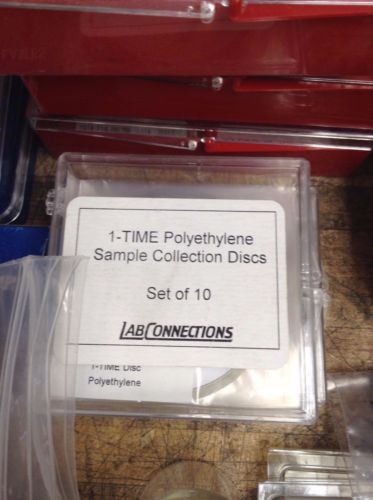 1-TIME Polyethylene
Sample Collection Discs
Set of 10
LABCONNECTIONS
1-TIME Disc
Polyethylene